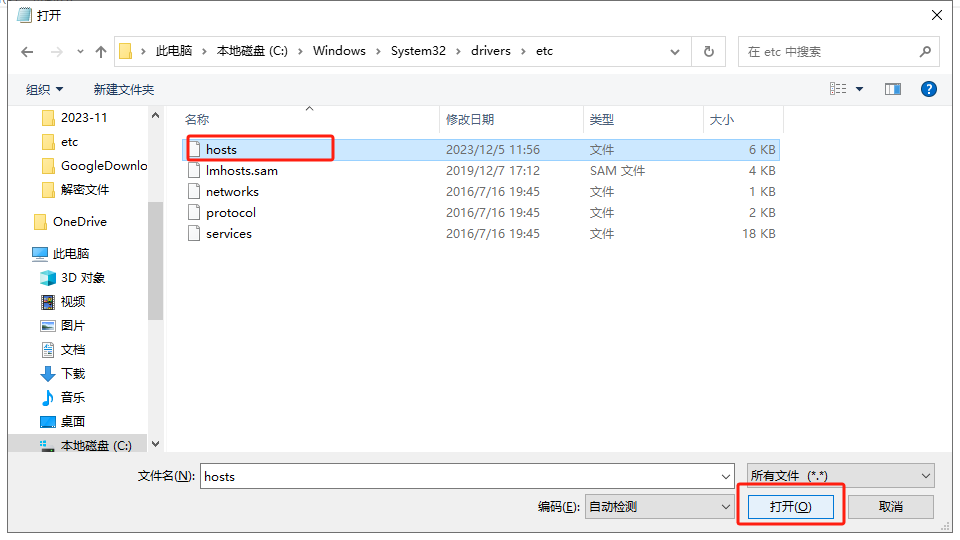 打开
此电脑 › 本地磁盘 (C:) › Windows › System32 › drivers › etc
在 etc 中搜索
组织 新建文件夹
名称 修改日期 类型 大小
hosts 2023/12/5 11:56 文件 6 KB
lmhosts.sam 2019/12/7 17:12 SAM 文件 4 KB
networks 2016/7/16 19:45 文件 1 KB
protocol 2016/7/16 19:45 文件 2 KB
services 2016/7/16 19:45 文件 18 KB
2023-11
etc
GoogleDownlo
解密文件
OneDrive
此电脑
3D 对象
视频
图片
文档
下载
音乐
桌面
本地磁盘 (C:)
文件名(N): hosts 所有文件 (*.*)
编码(E): 自动检测 打开(O) 取消